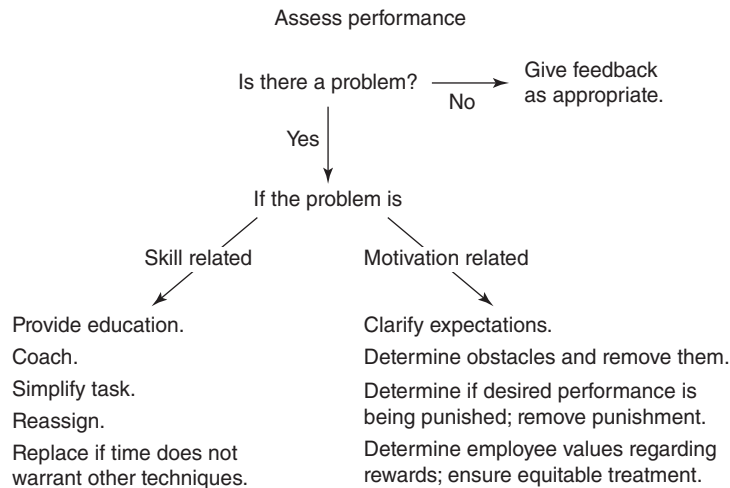 Assess performance
Is there a problem?
No
Give feedback
as appropriate.
Yes
If the problem is
Skill related
Motivation related
Provide education.
Coach.
Simplify task.
Reassign.
Replace if time does not
warrant other techniques.
Clarify expectations.
Determine obstacles and remove them.
Determine if desired performance is
being punished; remove punishment.
Determine employee values regarding
rewards; ensure equitable treatment.